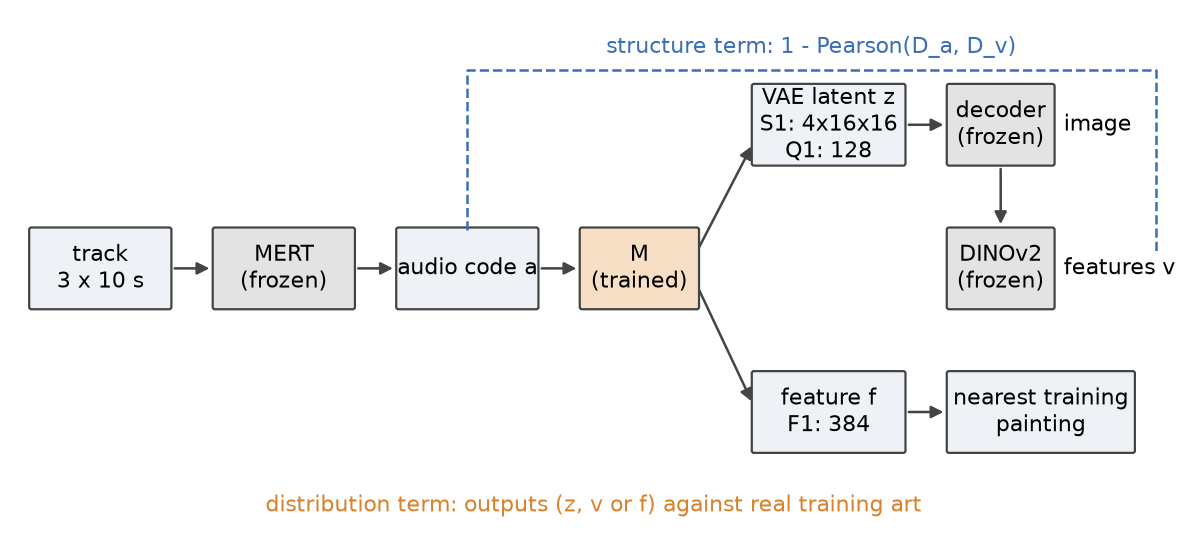 structure term: 1 - Pearson(D_a, D_v)
VAE latent z
S1: 4x16x16
Q1: 128
decoder
(frozen)
image
track
3 x 10 s
MERT
(frozen)
audio code a
M
(trained)
DINOv2
(frozen)
features v
feature f
F1: 384
nearest training
painting
distribution term: outputs (z, v or f) against real training art